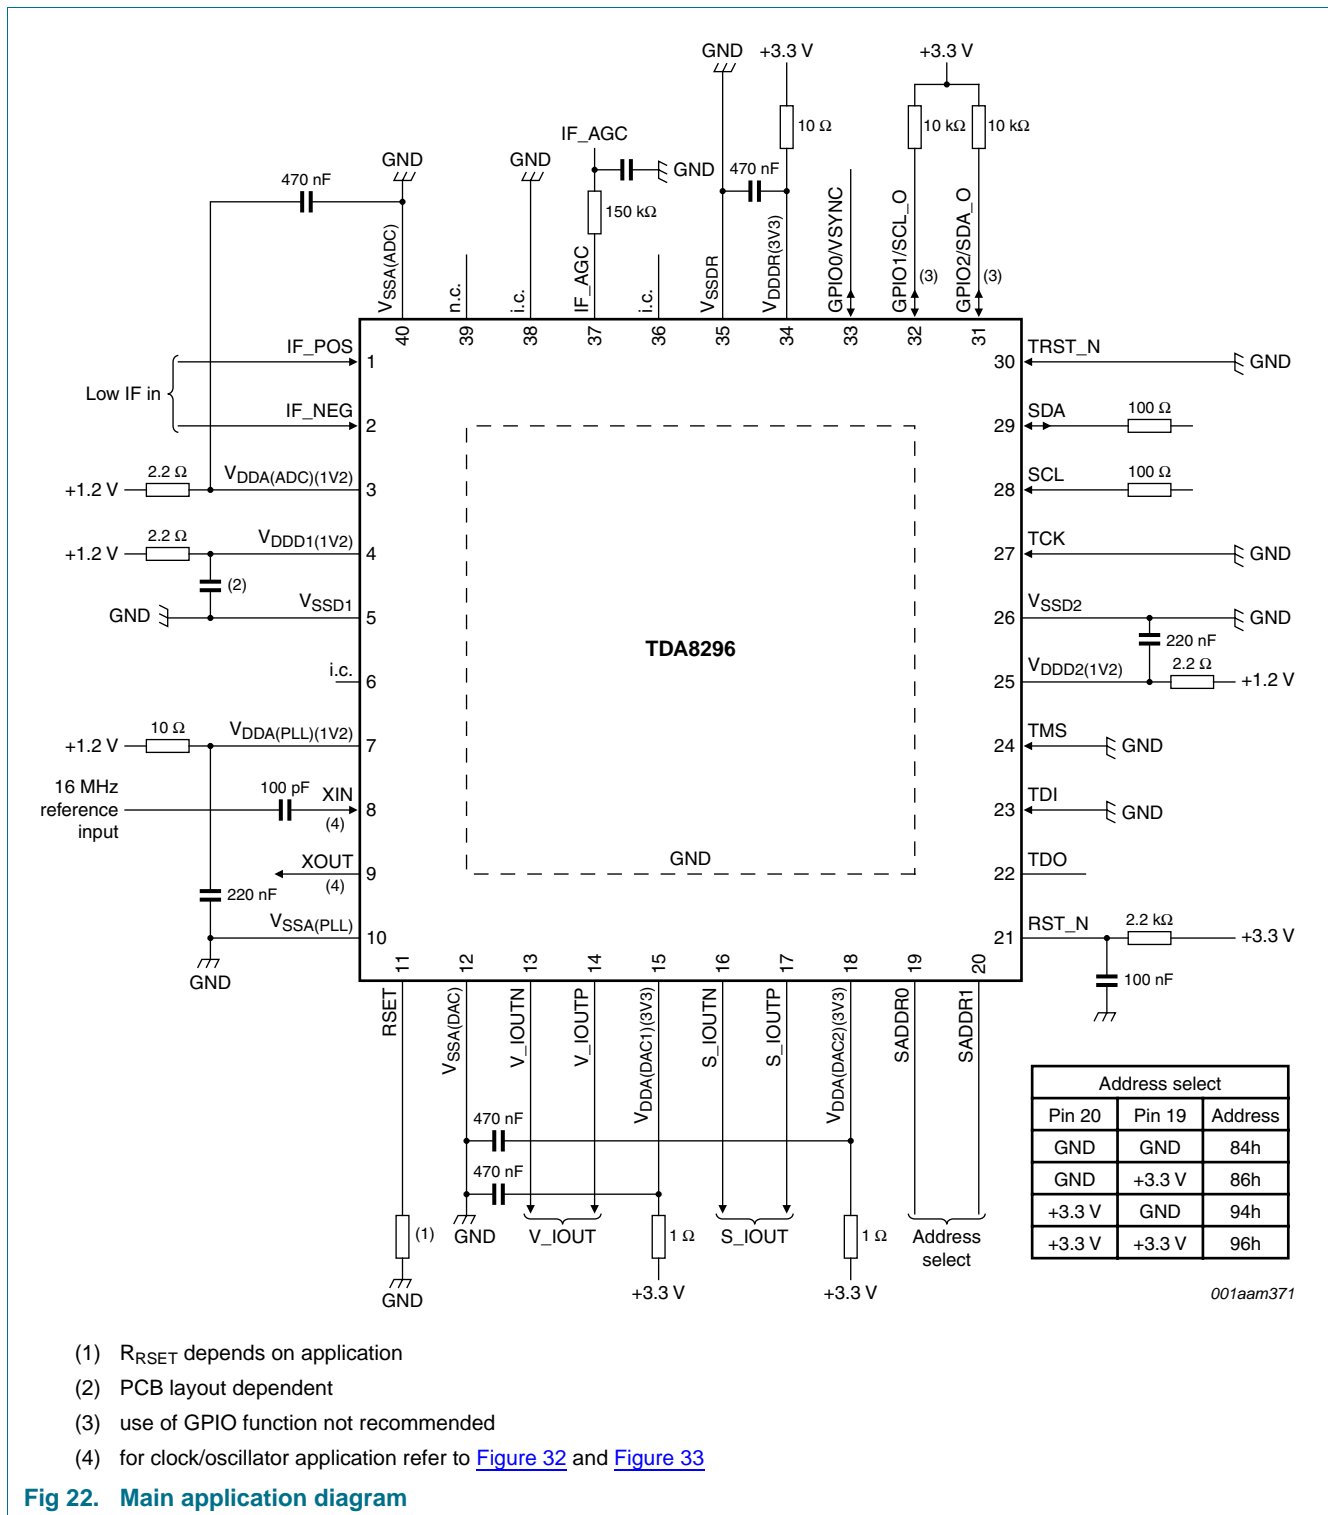 GND
+3.3 V
+3.3 V
10 Ω
10 kΩ
10 kΩ
IF_AGC
GND
GND
GND
470 nF
470 nF
150 kΩ
VSSA(ADC)
n.c.
i.c.
IF_AGC
i.c.
VSSDR
VDDDR(3V3)
GPIO0/VSYNC
GPIO1/SCL_O
(3)
GPIO2/SDA_O
(3)
40
39
38
37
36
35
34
33
32
31
Low IF in
IF_POS
1
IF_NEG
2
+1.2 V
2.2 Ω
VDDA(ADC)(1V2)
3
+1.2 V
2.2 Ω
VDDD1(1V2)
4
(2)
GND
VSSD1
5
i.c.
6
+1.2 V
10 Ω
VDDA(PLL)(1V2)
7
16 MHz
reference
input
100 pF
XIN
(4)
8
XOUT
(4)
9
220 nF
VSSA(PLL)
10
GND
TDA8296
GND
30
TRST_N
GND
29
SDA
100 Ω
28
SCL
100 Ω
27
TCK
GND
26
VSSD2
GND
220 nF
25
VDDD2(1V2)
2.2 Ω
+1.2 V
24
TMS
GND
23
TDI
GND
22
TDO
21
RST_N
2.2 kΩ
+3.3 V
100 nF
11
12
13
14
15
16
17
18
19
20
RSET
VSSA(DAC)
V_IOUTN
V_IOUTP
VDDA(DAC1)(3V3)
S_IOUTN
S_IOUTP
VDDA(DAC2)(3V3)
SADDR0
SADDR1
470 nF
470 nF
(1)
GND
GND
V_IOUT
1 Ω
+3.3 V
S_IOUT
1 Ω
+3.3 V
Address
select
Address select
Pin 20 Pin 19 Address
GND GND 84h
GND +3.3 V 86h
+3.3 V GND 94h
+3.3 V +3.3 V 96h
001aam371
(1) RRSET depends on application
(2) PCB layout dependent
(3) use of GPIO function not recommended
(4) for clock/oscillator application refer to Figure 32 and Figure 33
Fig 22. Main application diagram